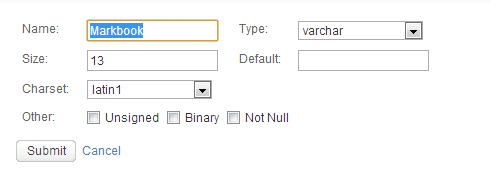 Name: Markbook Type: varchar
Size: 13 Default:
Charset: latin1
Other: Unsigned Binary Not Null
Submit Cancel